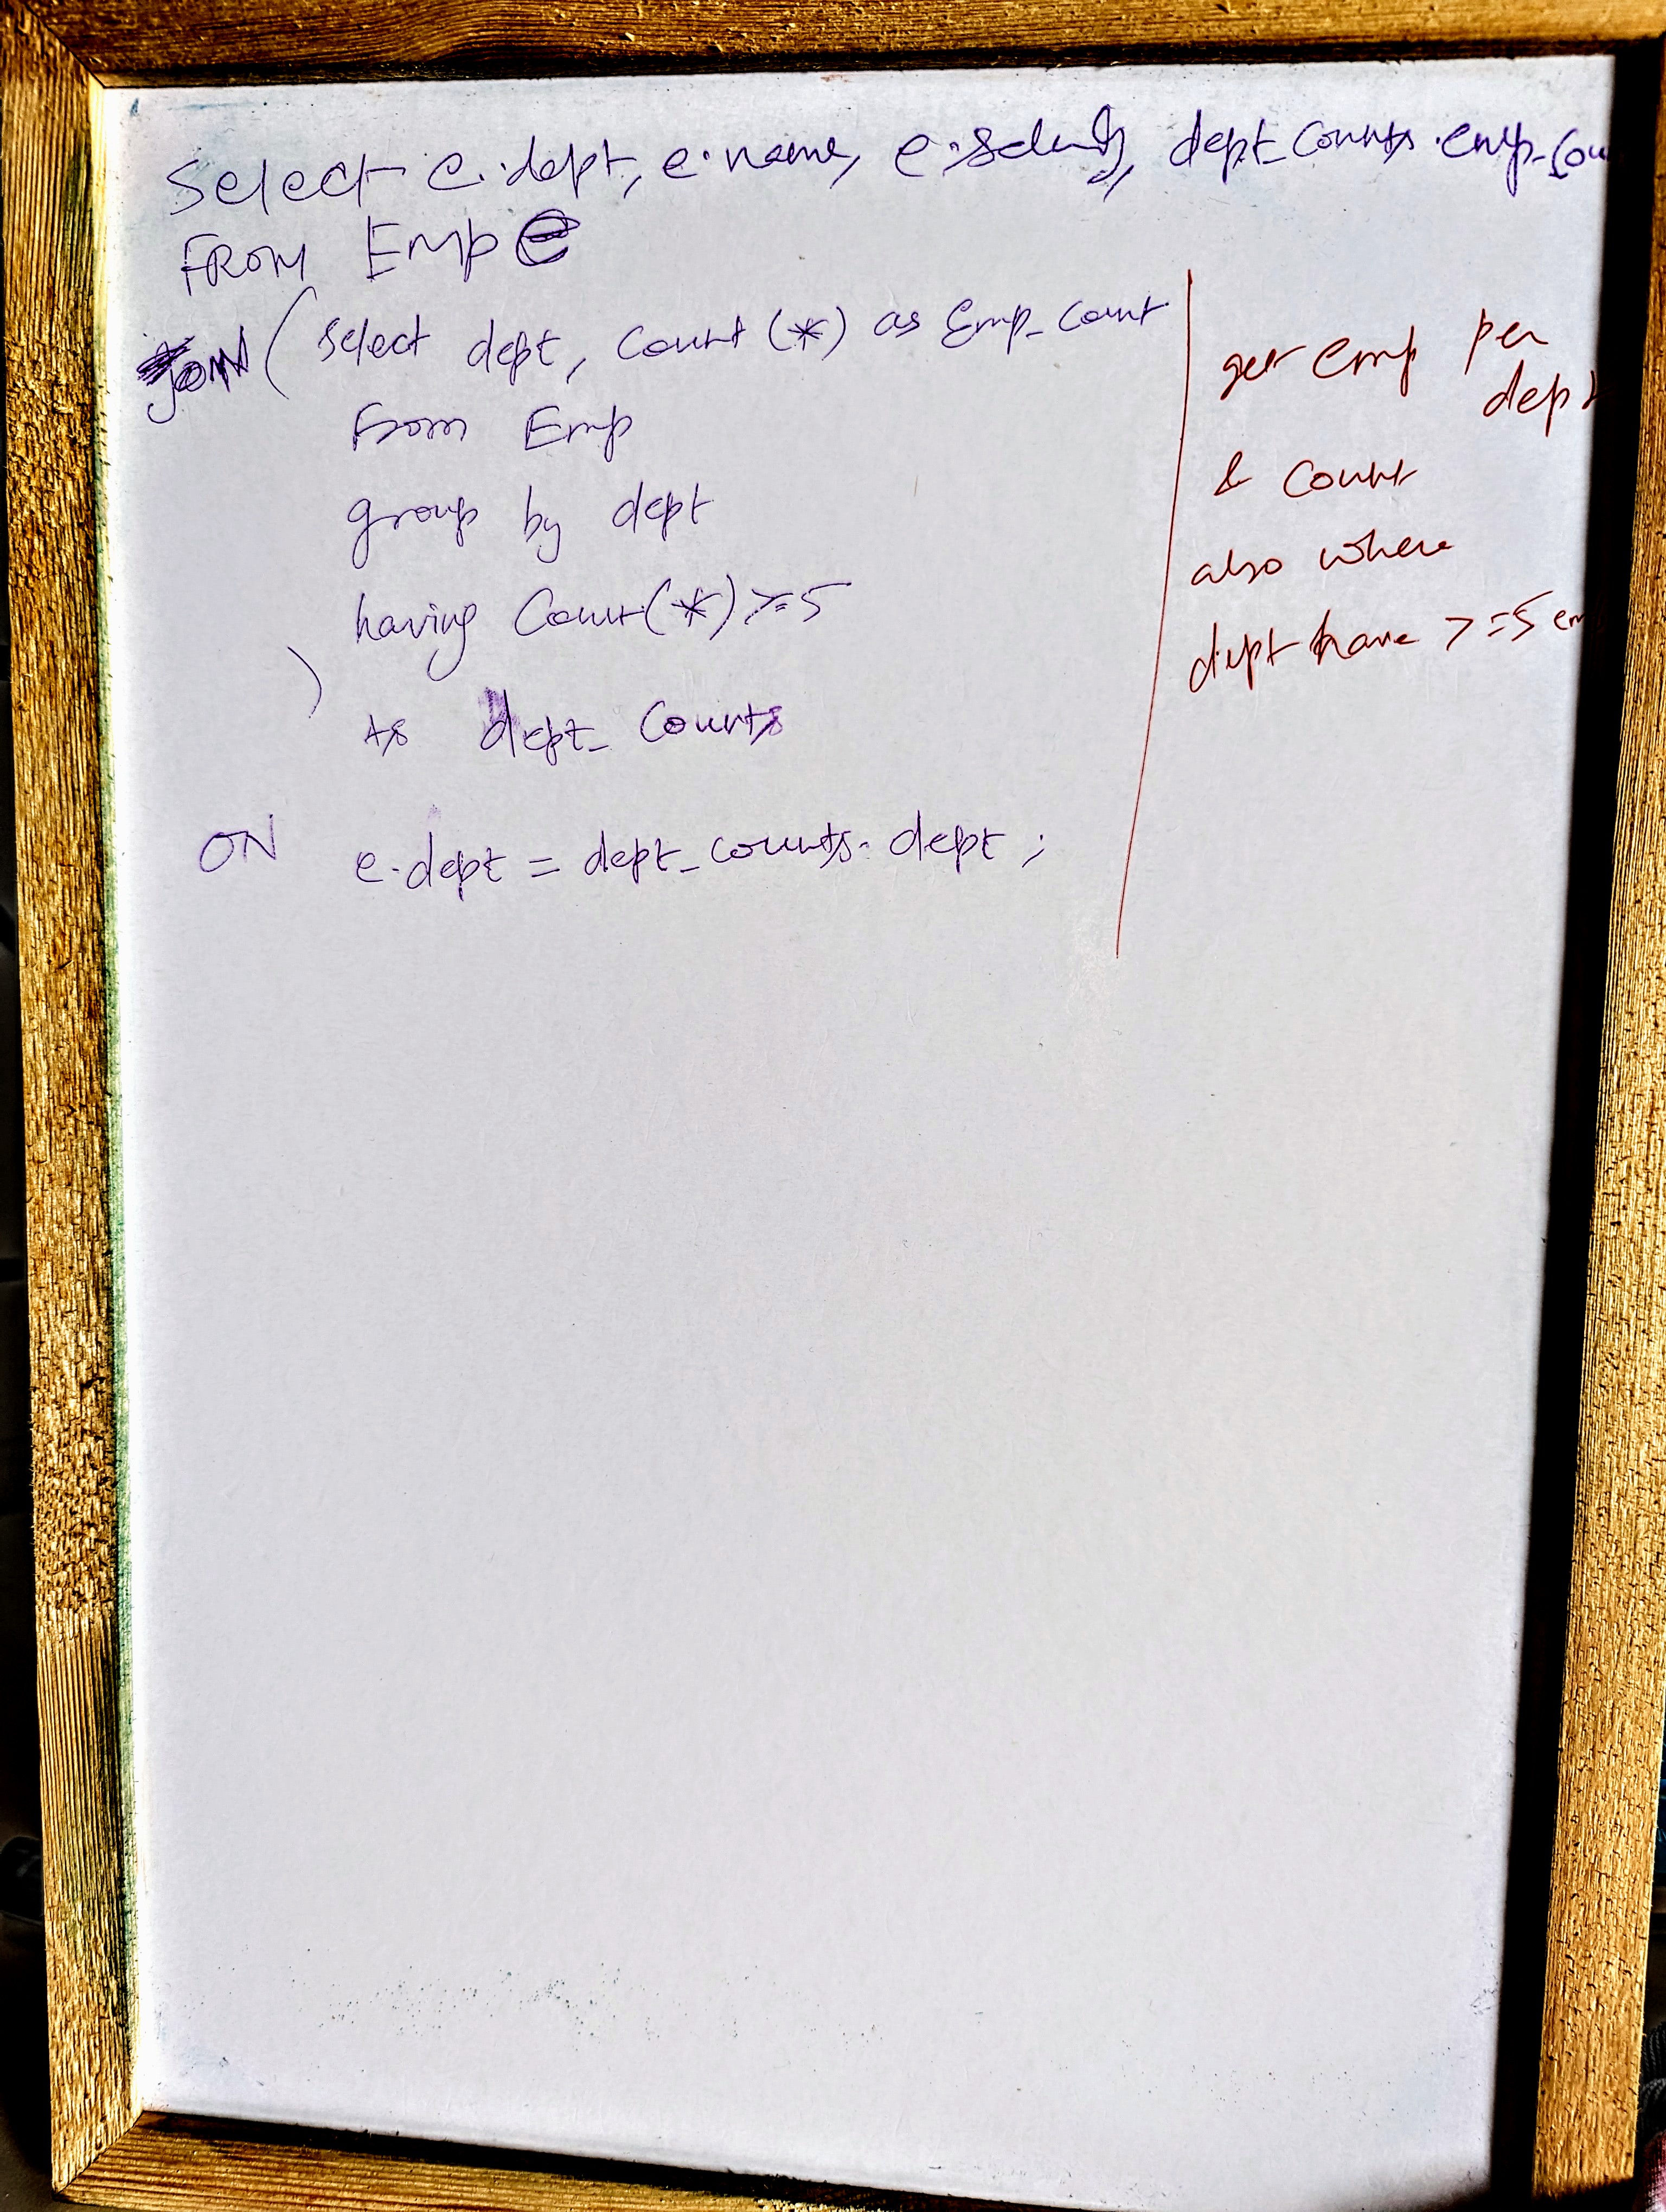 Select e.dept, e.name, e.salary, dept_counts.emp_cou
FROM Emp e
JOIN ( select dept, Count (*) as Emp_Count
from Emp
group by dept
having Count(*) >=5
)
as dept_Counts
ON e.dept = dept_counts.dept ;
get emp per
dept
& Count
also where
dept have >=5 em